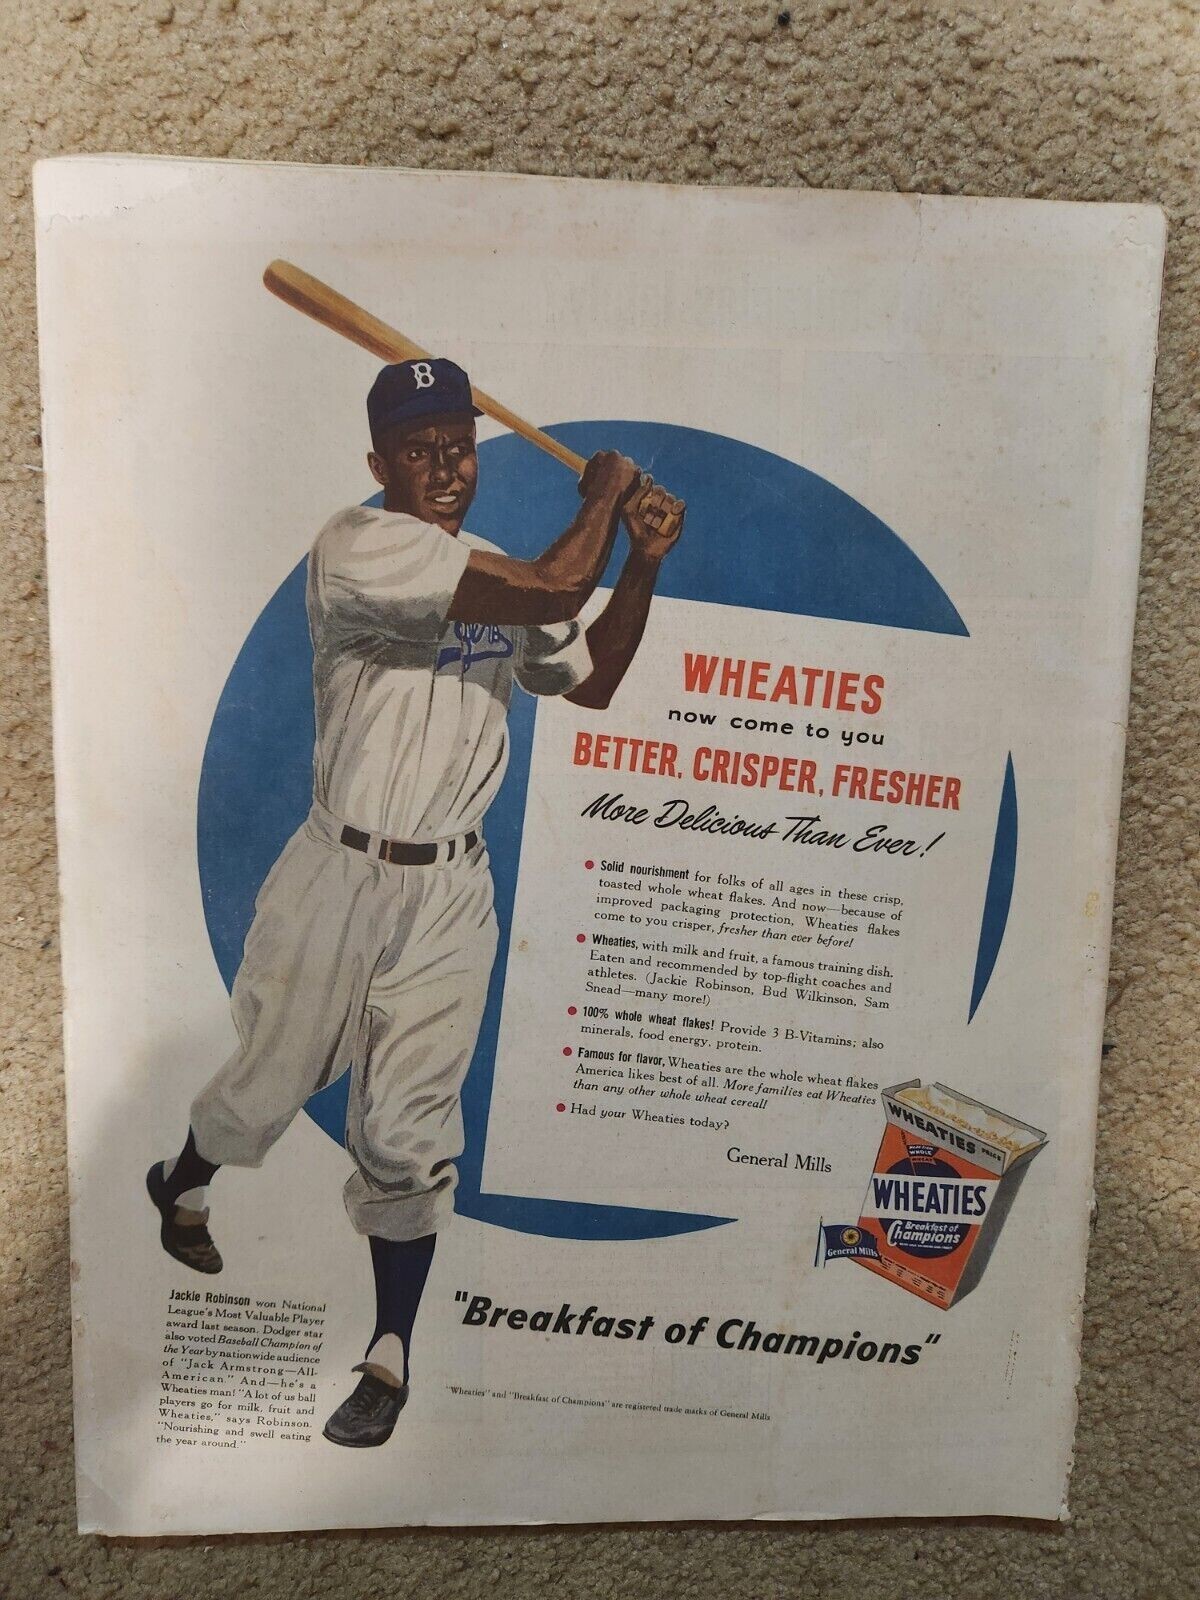 B
WHEATIES
now come to you
BETTER, CRISPER, FRESHER
More Delicious Than Ever!
• Solid nourishment for folks of all ages in these crisp,
toasted whole wheat flakes. And now—because of
improved packaging protection, Wheaties flakes
come to you crisper, fresher than ever before!
• Wheaties, with milk and fruit, a famous training dish.
Eaten and recommended by top-flight coaches and
athletes. (Jackie Robinson, Bud Wilkinson, Sam
Snead—many more!)
• 100% whole wheat flakes! Provide 3 B-Vitamins; also
minerals, food energy, protein.
• Famous for flavor, Wheaties are the whole wheat flakes
America likes best of all. More families eat Wheaties
than any other whole wheat cereal!
• Had your Wheaties today?
General Mills
WHEATIES
WHOLE
WHEAT
WHEATIES
Breakfast of
Champions
General Mills
Jackie Robinson won National
League's Most Valuable Player
award last season. Dodger star
also voted Baseball Champion of
the Year by nationwide audience
of "Jack Armstrong—All-
American." And—he's a
Wheaties man! "A lot of us ball
players go for milk, fruit and
Wheaties," says Robinson.
"Nourishing and swell eating
the year around."
"Breakfast of Champions"
"Wheaties" and "Breakfast of Champions" are registered trade marks of General Mills